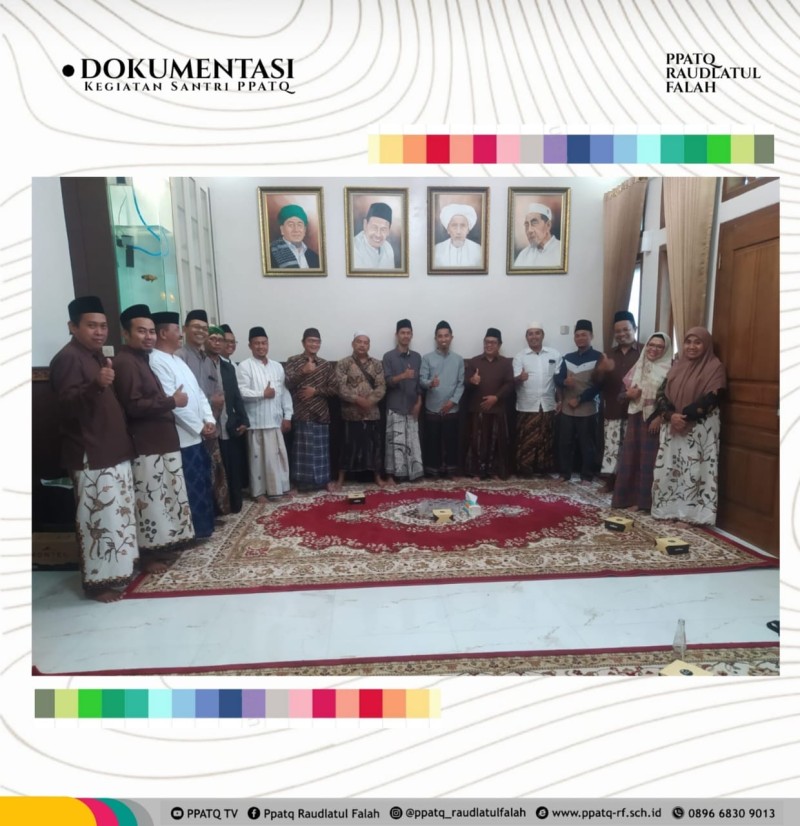 DOKUMENTASI
KEGIATAN SANTRI PPATQ
PPATQ
RAUDLATUL
FALAH
PPATQ TV Ppatq Raudlatul Falah @ppatq_raudlatulfalah www.ppatq-rf.sch.id 0896 6830 9013